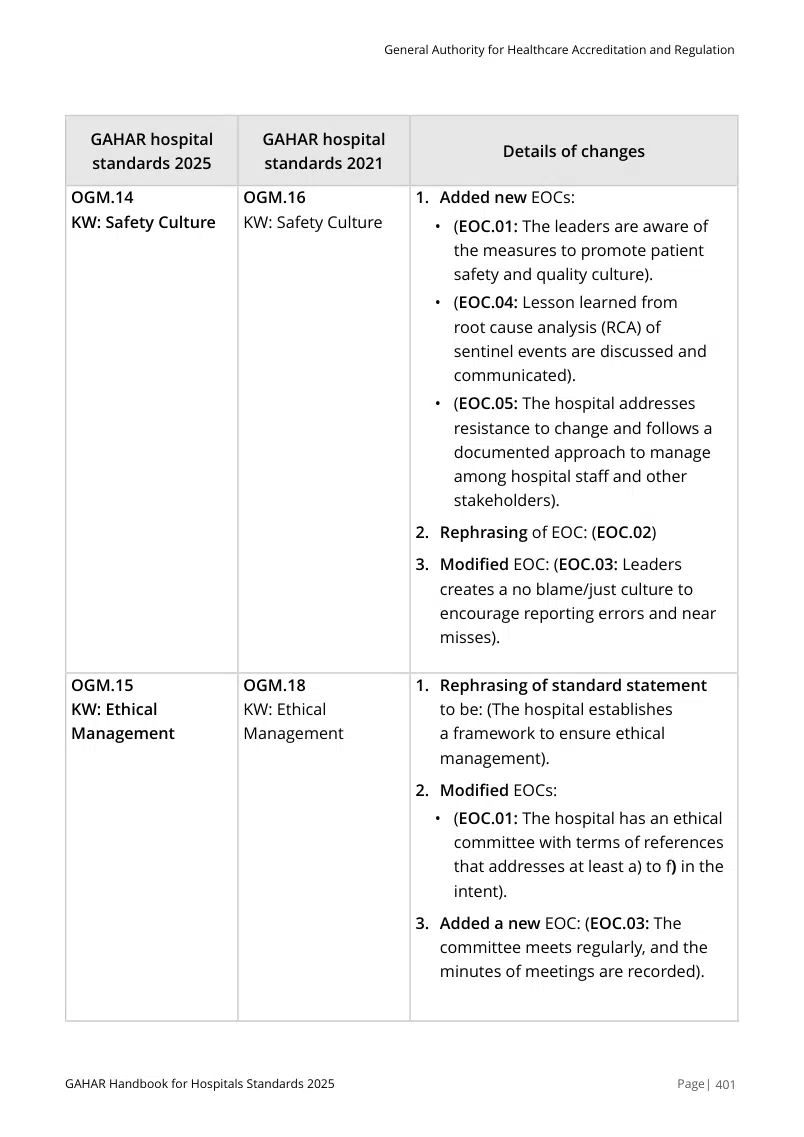 General Authority for Healthcare Accreditation and Regulation
GAHAR hospital
standards 2025
GAHAR hospital
standards 2021
Details of changes
OGM.14
KW: Safety Culture
OGM.16
KW: Safety Culture
1. Added new EOCs:
• (EOC.01: The leaders are aware of
the measures to promote patient
safety and quality culture).
• (EOC.04: Lesson learned from
root cause analysis (RCA) of
sentinel events are discussed and
communicated).
• (EOC.05: The hospital addresses
resistance to change and follows a
documented approach to manage
among hospital staff and other
stakeholders).
2. Rephrasing of EOC: (EOC.02)
3. Modified EOC: (EOC.03: Leaders
creates a no blame/just culture to
encourage reporting errors and near
misses).
OGM.15
KW: Ethical
Management
OGM.18
KW: Ethical
Management
1. Rephrasing of standard statement
to be: (The hospital establishes
a framework to ensure ethical
management).
2. Modified EOCs:
• (EOC.01: The hospital has an ethical
committee with terms of references
that addresses at least a) to f) in the
intent).
3. Added a new EOC: (EOC.03: The
committee meets regularly, and the
minutes of meetings are recorded).
GAHAR Handbook for Hospitals Standards 2025
Page| 401